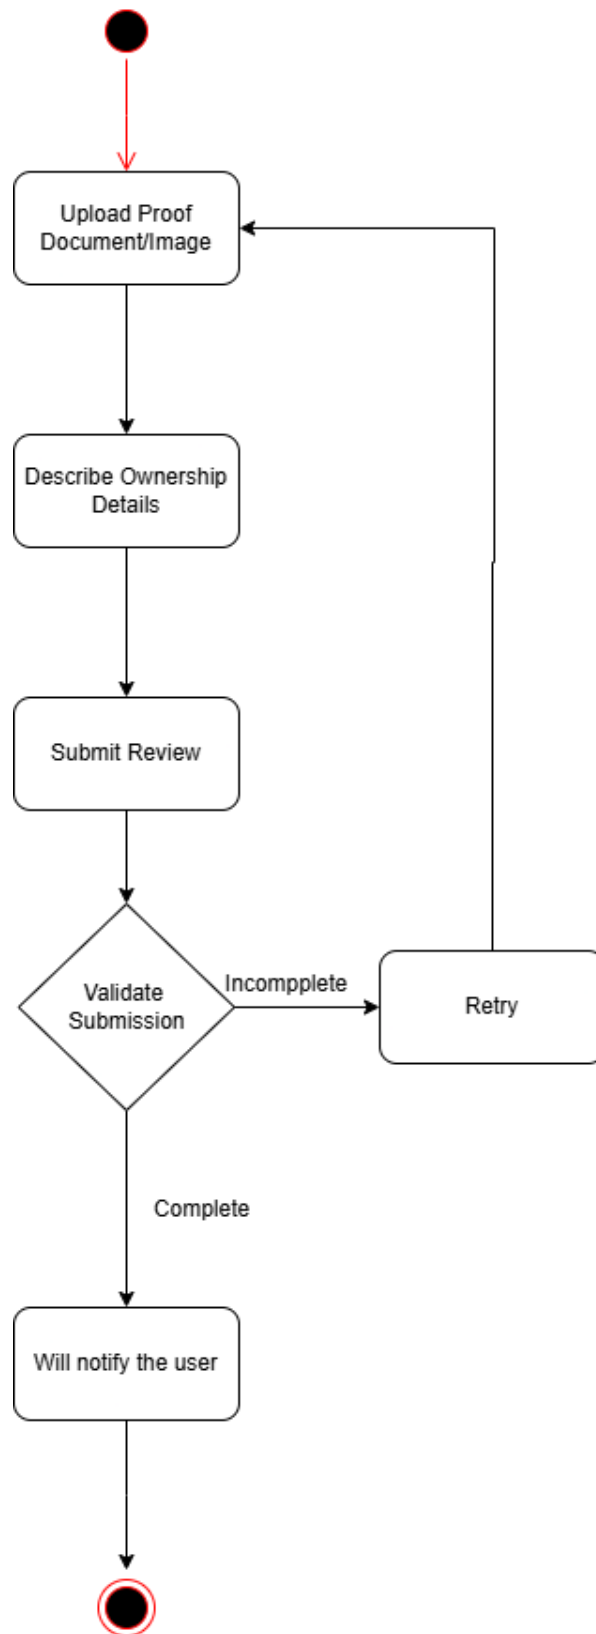 Upload Proof
Document/Image
Describe Ownership
Details
Submit Review
Validate
Submission
Incompplete
Retry
Complete
Will notify the user